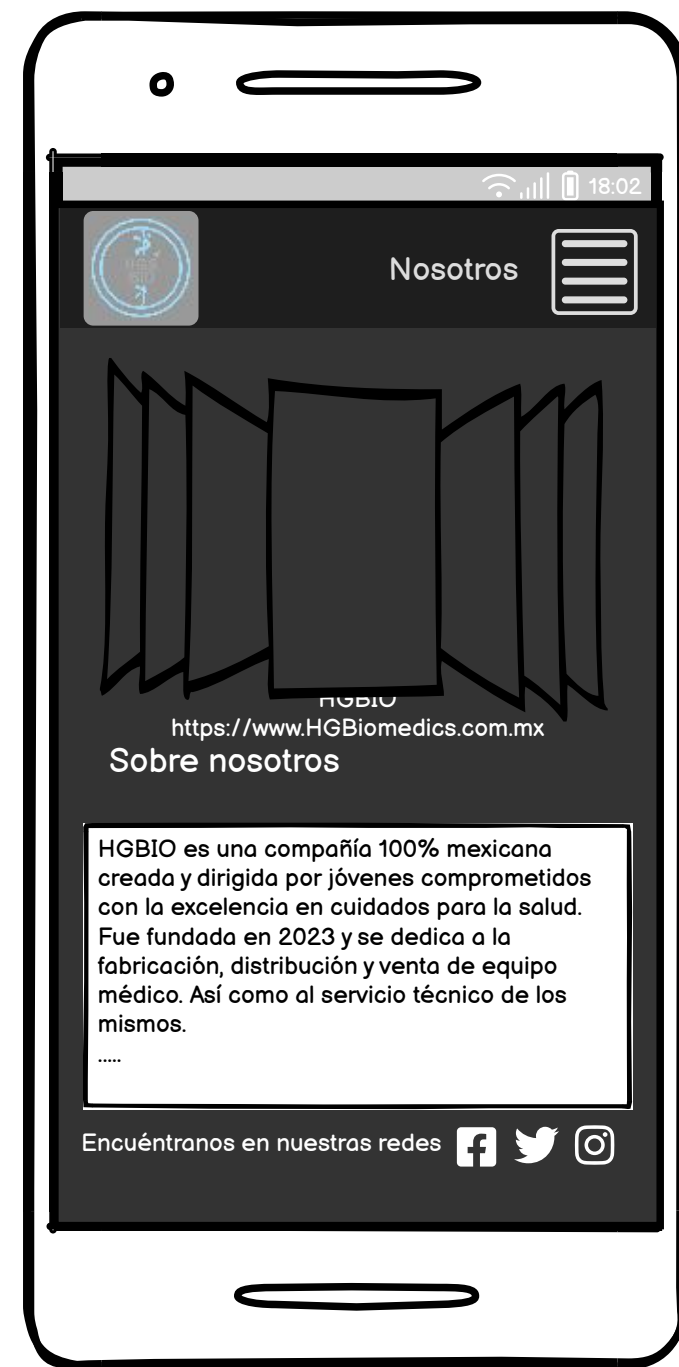 18:02
HGB
BIO
Nosotros
HGBIO
https://www.HGBiomedics.com.mx
Sobre nosotros
HGBIO es una compañía 100% mexicana
creada y dirigida por jóvenes comprometidos
con la excelencia en cuidados para la salud.
Fue fundada en 2023 y se dedica a la
fabricación, distribución y venta de equipo
médico. Así como al servicio técnico de los
mismos.
.....
Encuéntranos en nuestras redes